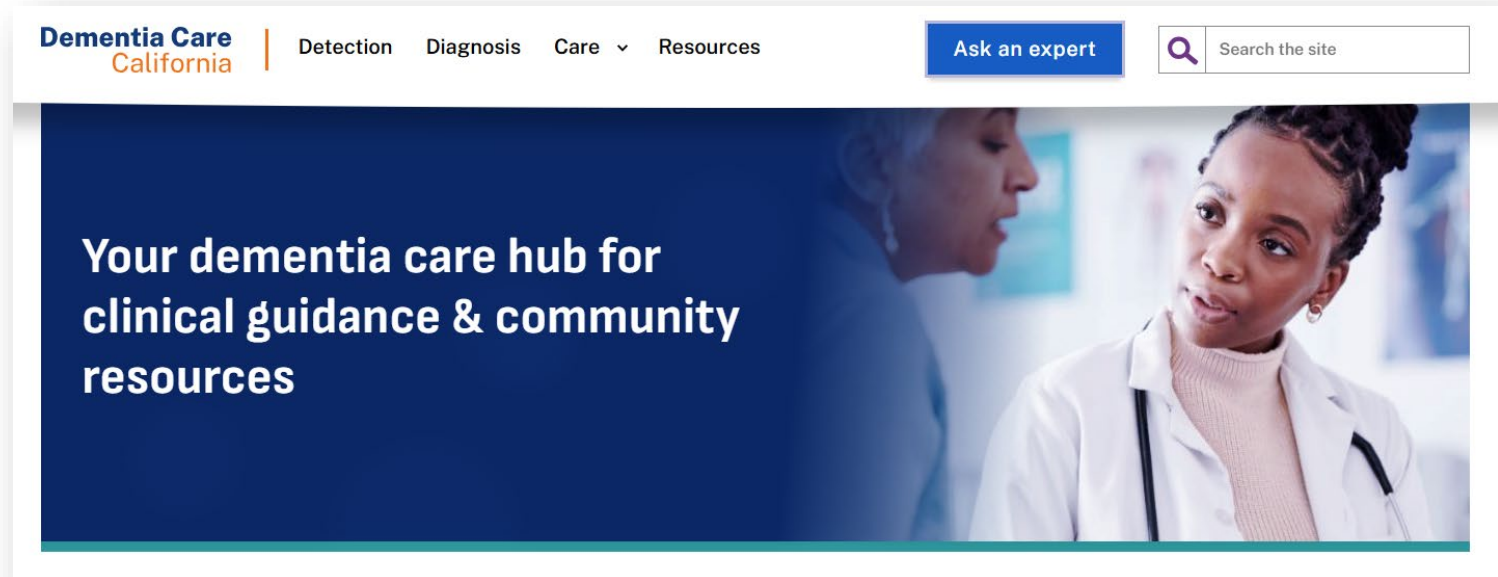 Dementia Care
California
Detection Diagnosis Care Resources
Ask an expert
Search the site
Your dementia care hub for
clinical guidance & community
resources